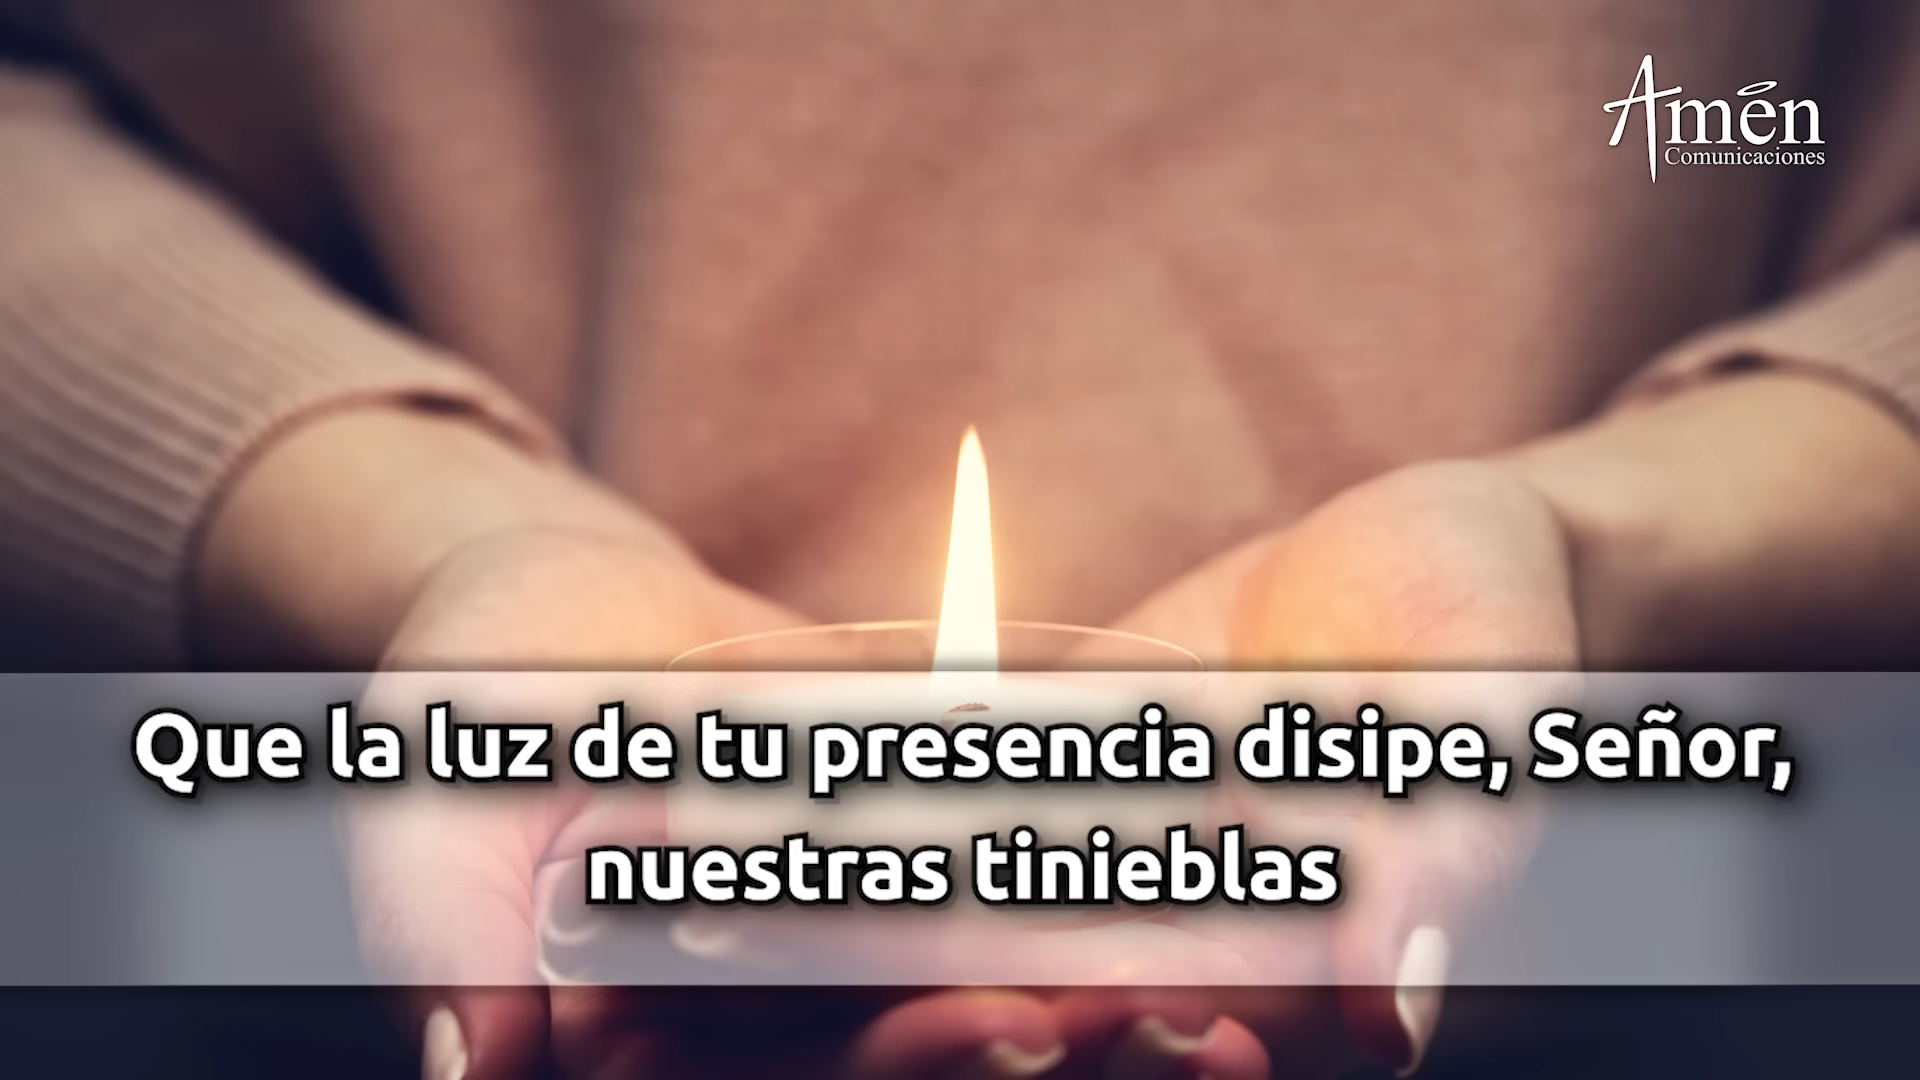 Amén
Comunicaciones
Que la luz de tu presencia disipe, Señor,
nuestras tinieblas